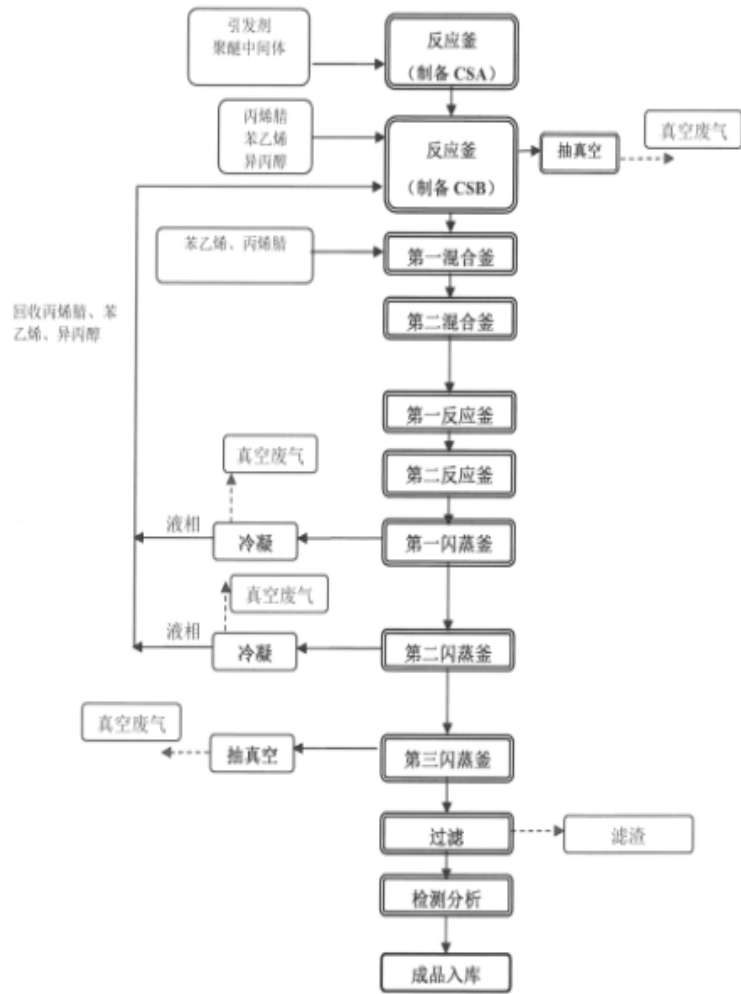 引发剂
聚醚中间体
反应釜
（制备 CSA）
丙烯腈
苯乙烯
异丙醇
反应釜
（制备 CSB）
抽真空
真空废气
苯乙烯、丙烯腈
第一混合釜
回收丙烯腈、苯
乙烯、异丙醇
第二混合釜
第一反应釜
真空废气
第二反应釜
液相
冷凝
第一闪蒸釜
真空废气
液相
冷凝
第二闪蒸釜
真空废气
抽真空
第三闪蒸釜
过滤
滤渣
检测分析
成品入库